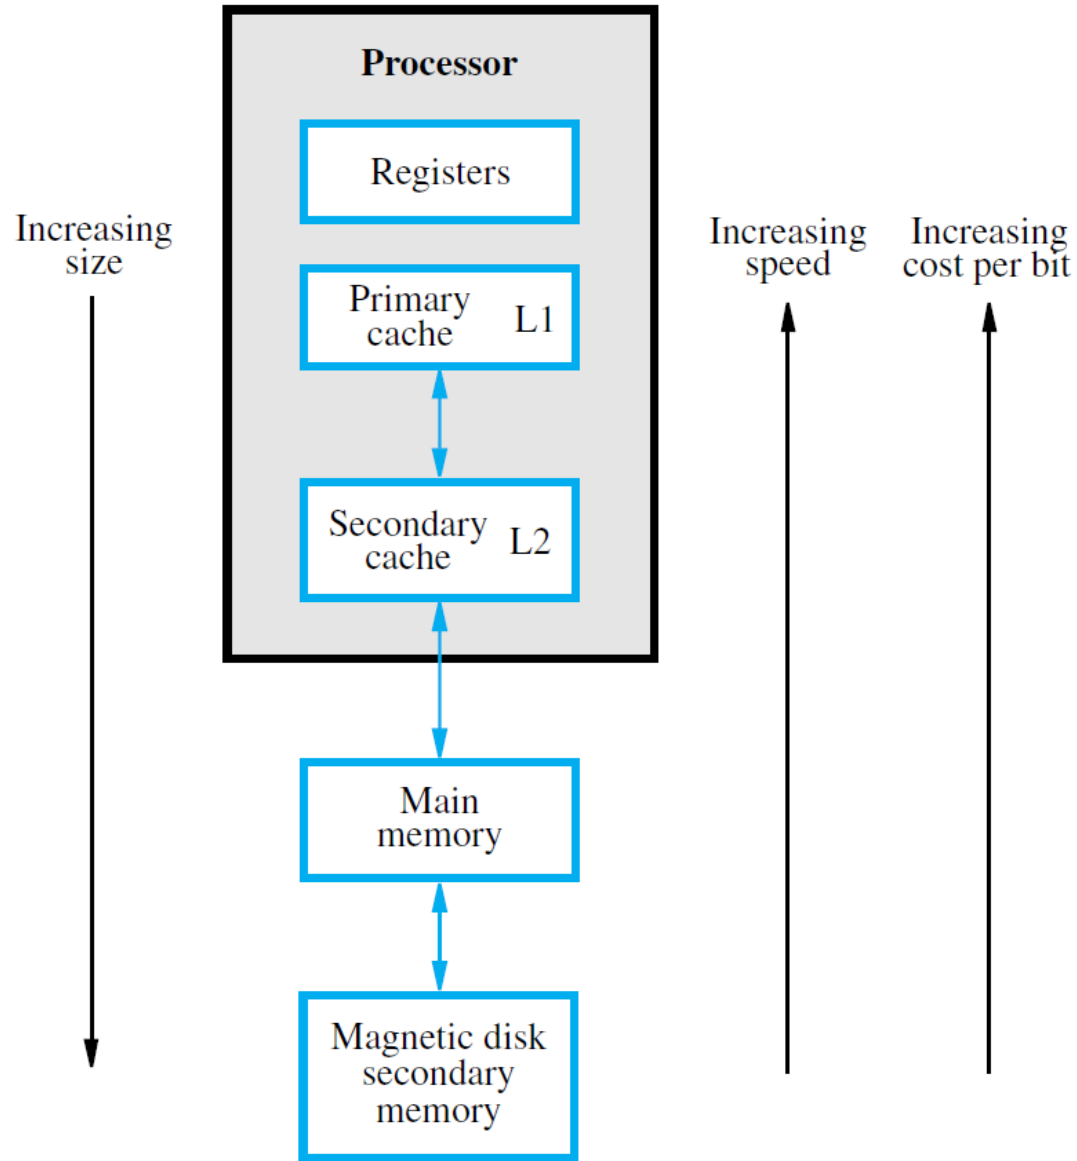 Processor
Registers
Increasing
size
Increasing
speed
Increasing
cost per bit
Primary
cache L1
Secondary
cache L2
Main
memory
Magnetic disk
secondary
memory